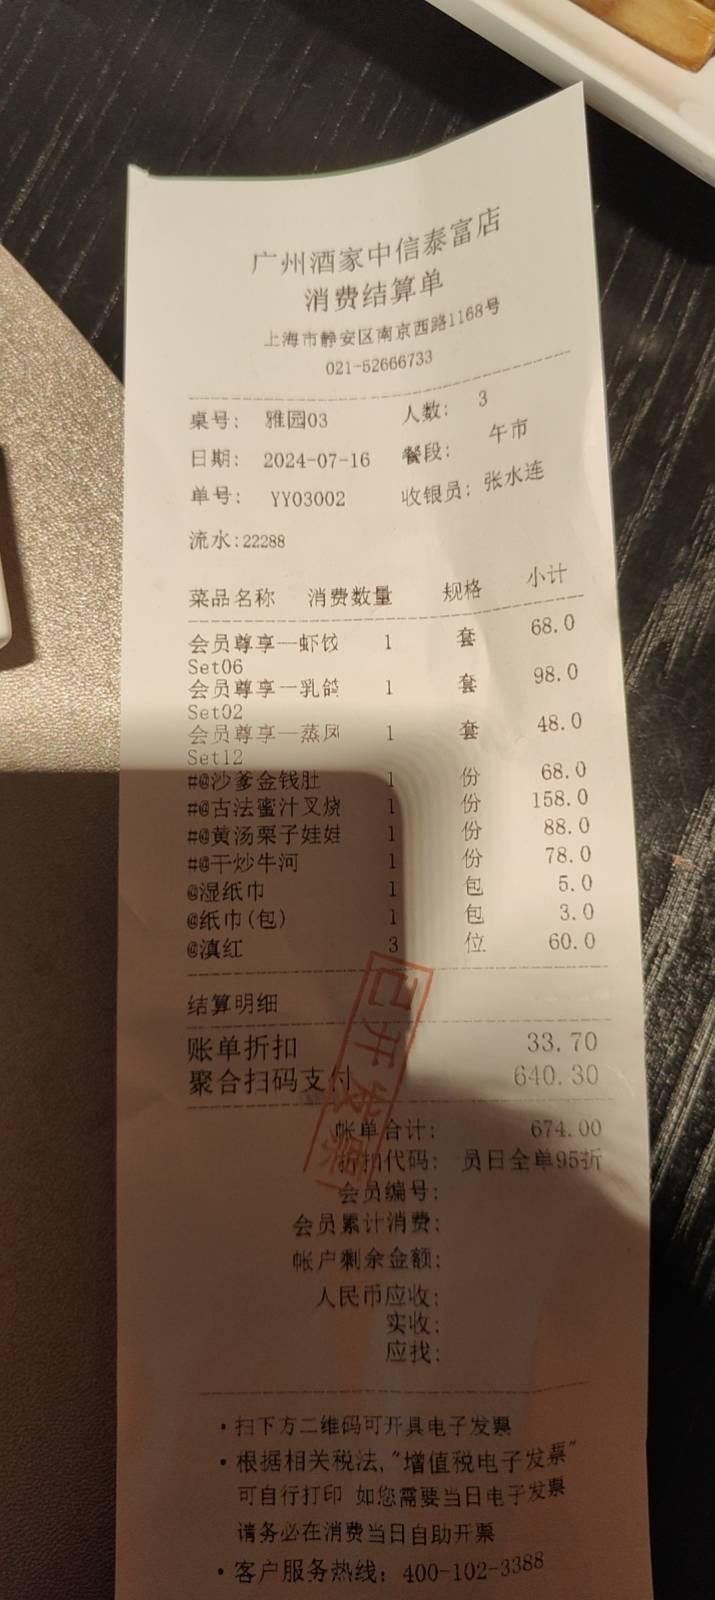 广州酒家中信泰富店
消费结算单
上海市静安区南京西路1168号
021-52666733
桌号: 雅园03 人数: 3
日期: 2024-07-16 餐段: 午市
单号: YY03002 收银员: 张水连
流水:22288
菜品名称 消费数量 规格 小计
会员尊享一虾饺 1 套 68.0
Set06
会员尊享一乳鸽 1 套 98.0
Set02
会员尊享一蒸凤 1 套 48.0
Set12
#@沙爹金钱肚 1 份 68.0
#@古法蜜汁叉烧 1 份 158.0
#@黄汤栗子娃娃 1 份 88.0
#@干炒牛河 1 份 78.0
@湿纸巾 1 包 5.0
@纸巾(包) 1 包 3.0
@滇红 3 位 60.0
结算明细
账单折扣 33.70
聚合扫码支付 640.30
已开发票
帐单合计: 674.00
折扣代码: 员日全单95折
会员编号:
会员累计消费:
帐户剩余金额:
人民币应收:
实收:
应找:
·扫下方二维码可开具电子发票
·根据相关税法,"增值税电子发票"
可自行打印 如您需要当日电子发票
请务必在消费当日自助开票
·客户服务热线: 400-102-3388